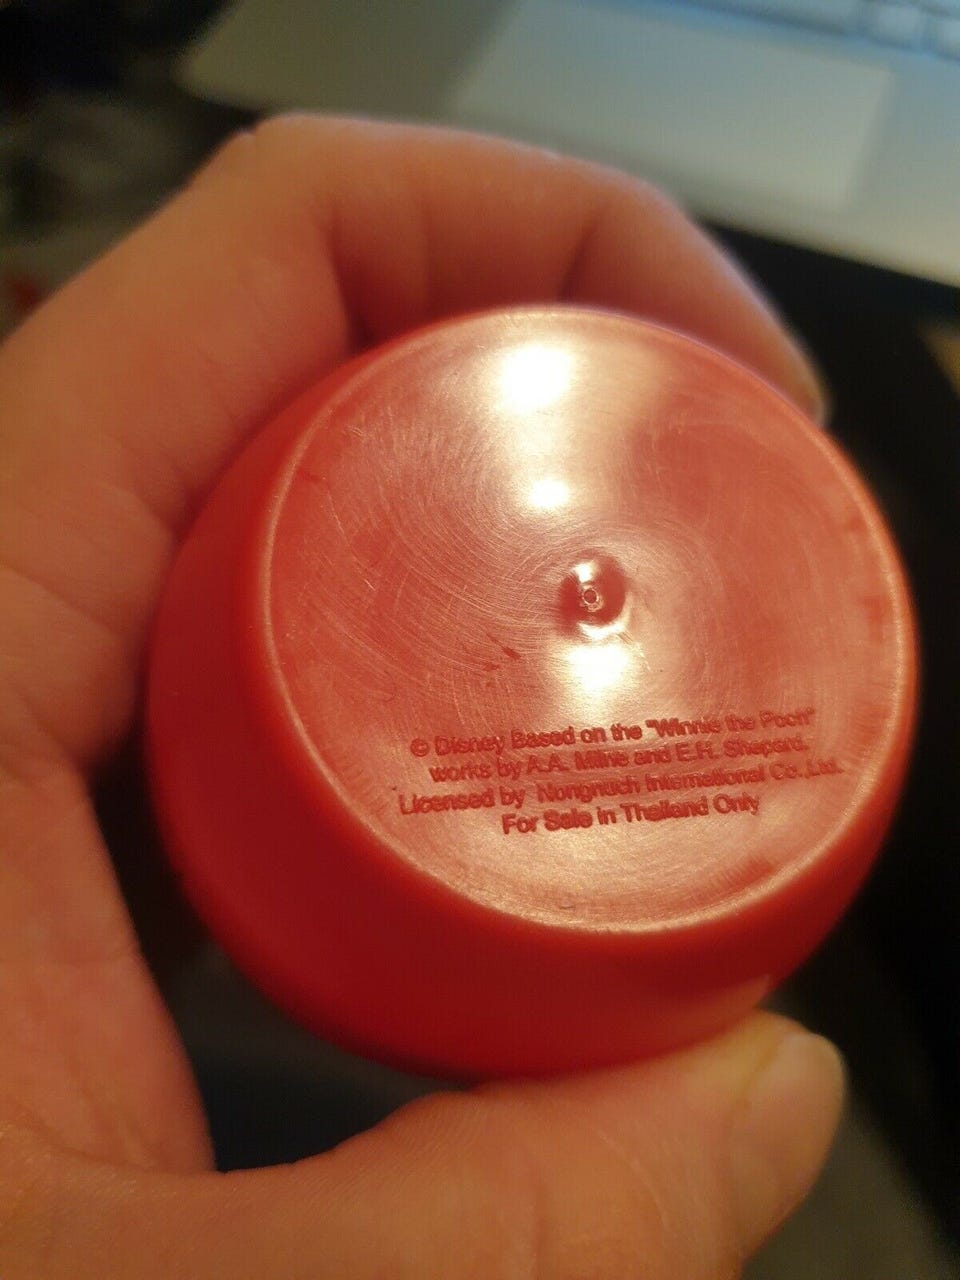 © Disney Based on the "Winnie the Pooh"
works by A.A. Milne and E.H. Shepard.
Licensed by Nongnuch International Co.,Ltd.
For Sale in Thailand Only